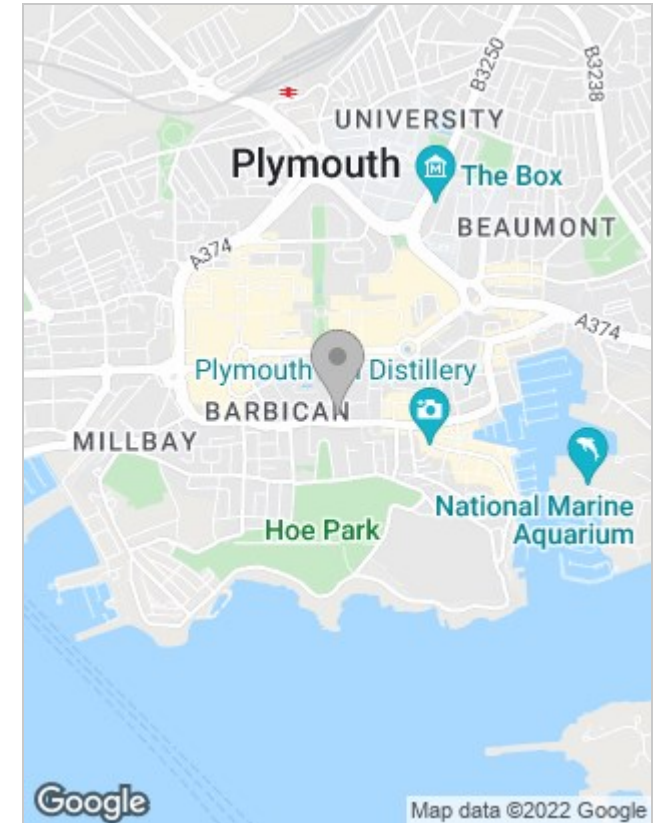 B3250
B3238
UNIVERSITY
Plymouth
The Box
BEAUMONT
A374
A374
Plymouth Distillery
BARBICAN
MILLBAY
National Marine
Aquarium
Hoe Park
Google
Map data ©2022 Google